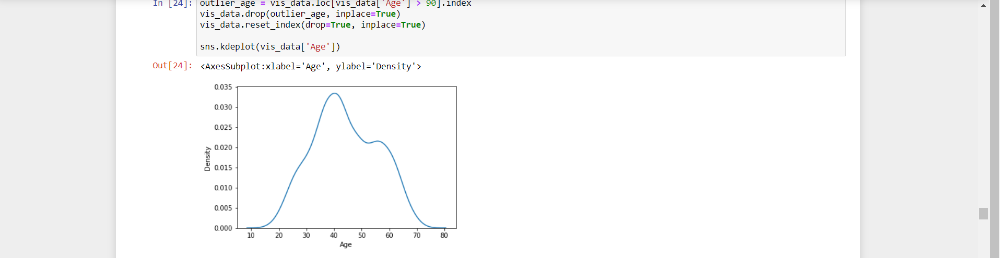 In [24]: outlier_age = vis_data.loc[vis_data['Age'] > 90].index
vis_data.drop(outlier_age, inplace=True)
vis_data.reset_index(drop=True, inplace=True)
sns.kdeplot(vis_data['Age'])
Out[24]: <AxesSubplot:xlabel='Age', ylabel='Density'>
0.035
0.030
0.025
0.020
0.015
0.010
0.005
0.000
Density
10 20 30 40 50 60 70 80
Age